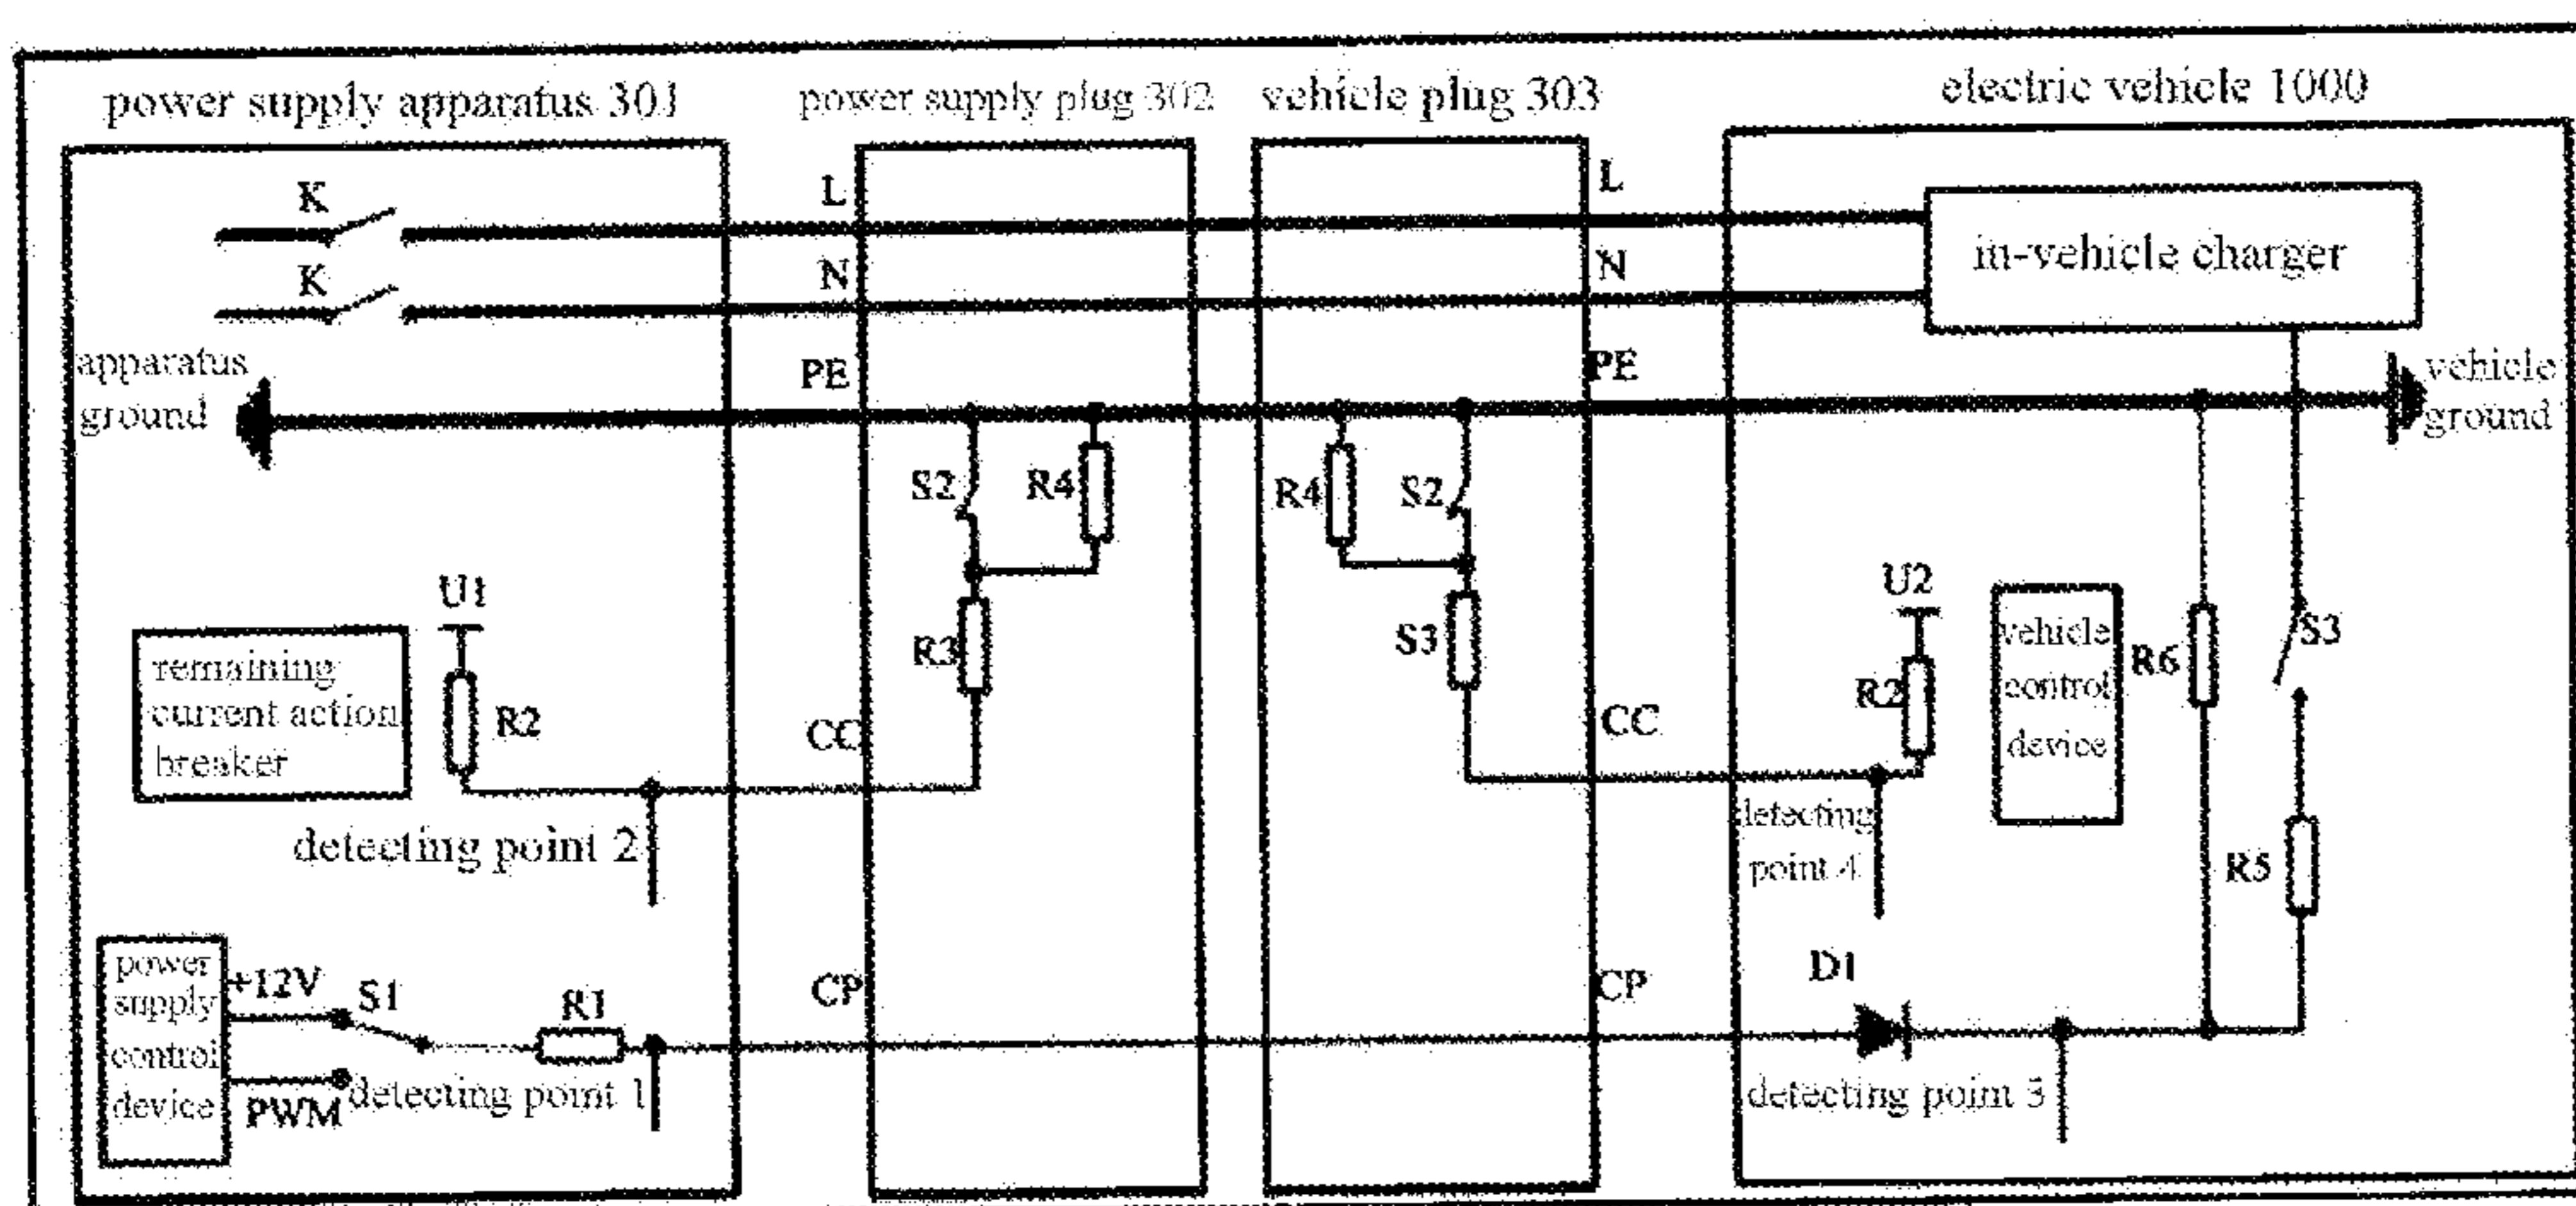 power supply apparatus 301
power supply plug 302
vehicle plug 303
electric vehicle 1000
K
L
L
in-vehicle charger
K
N
N
apparatus
ground
PE
PE
vehicle
ground
S2
R4
R4
S2
U1
U2
remaining
current action
breaker
R2
R3
S3
R2
vehicle
control
device
R6
S3
CC
CC
detecting point 2
detecting
point 4
R5
power
supply
control
device
+12V
S1
R1
CP
CP
D1
PWM
detecting point 1
detecting point 3